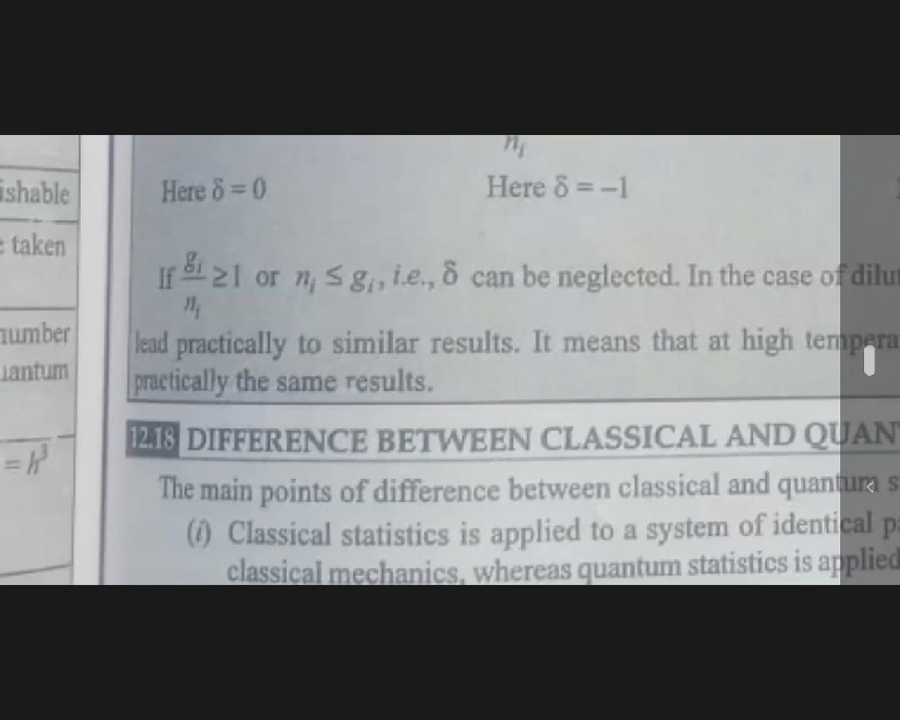 ishable
taken
number
uantum
= h³
n_i
Here δ = 0
Here δ = –1
If g_i/n_i ≥1 or n_i ≤ g_i, i.e., δ can be neglected. In the case of dilu
lead practically to similar results. It means that at high tempera
practically the same results.
12.18 DIFFERENCE BETWEEN CLASSICAL AND QUAN
The main points of difference between classical and quantum s
(i) Classical statistics is applied to a system of identical pa
classical mechanics, whereas quantum statistics is applied